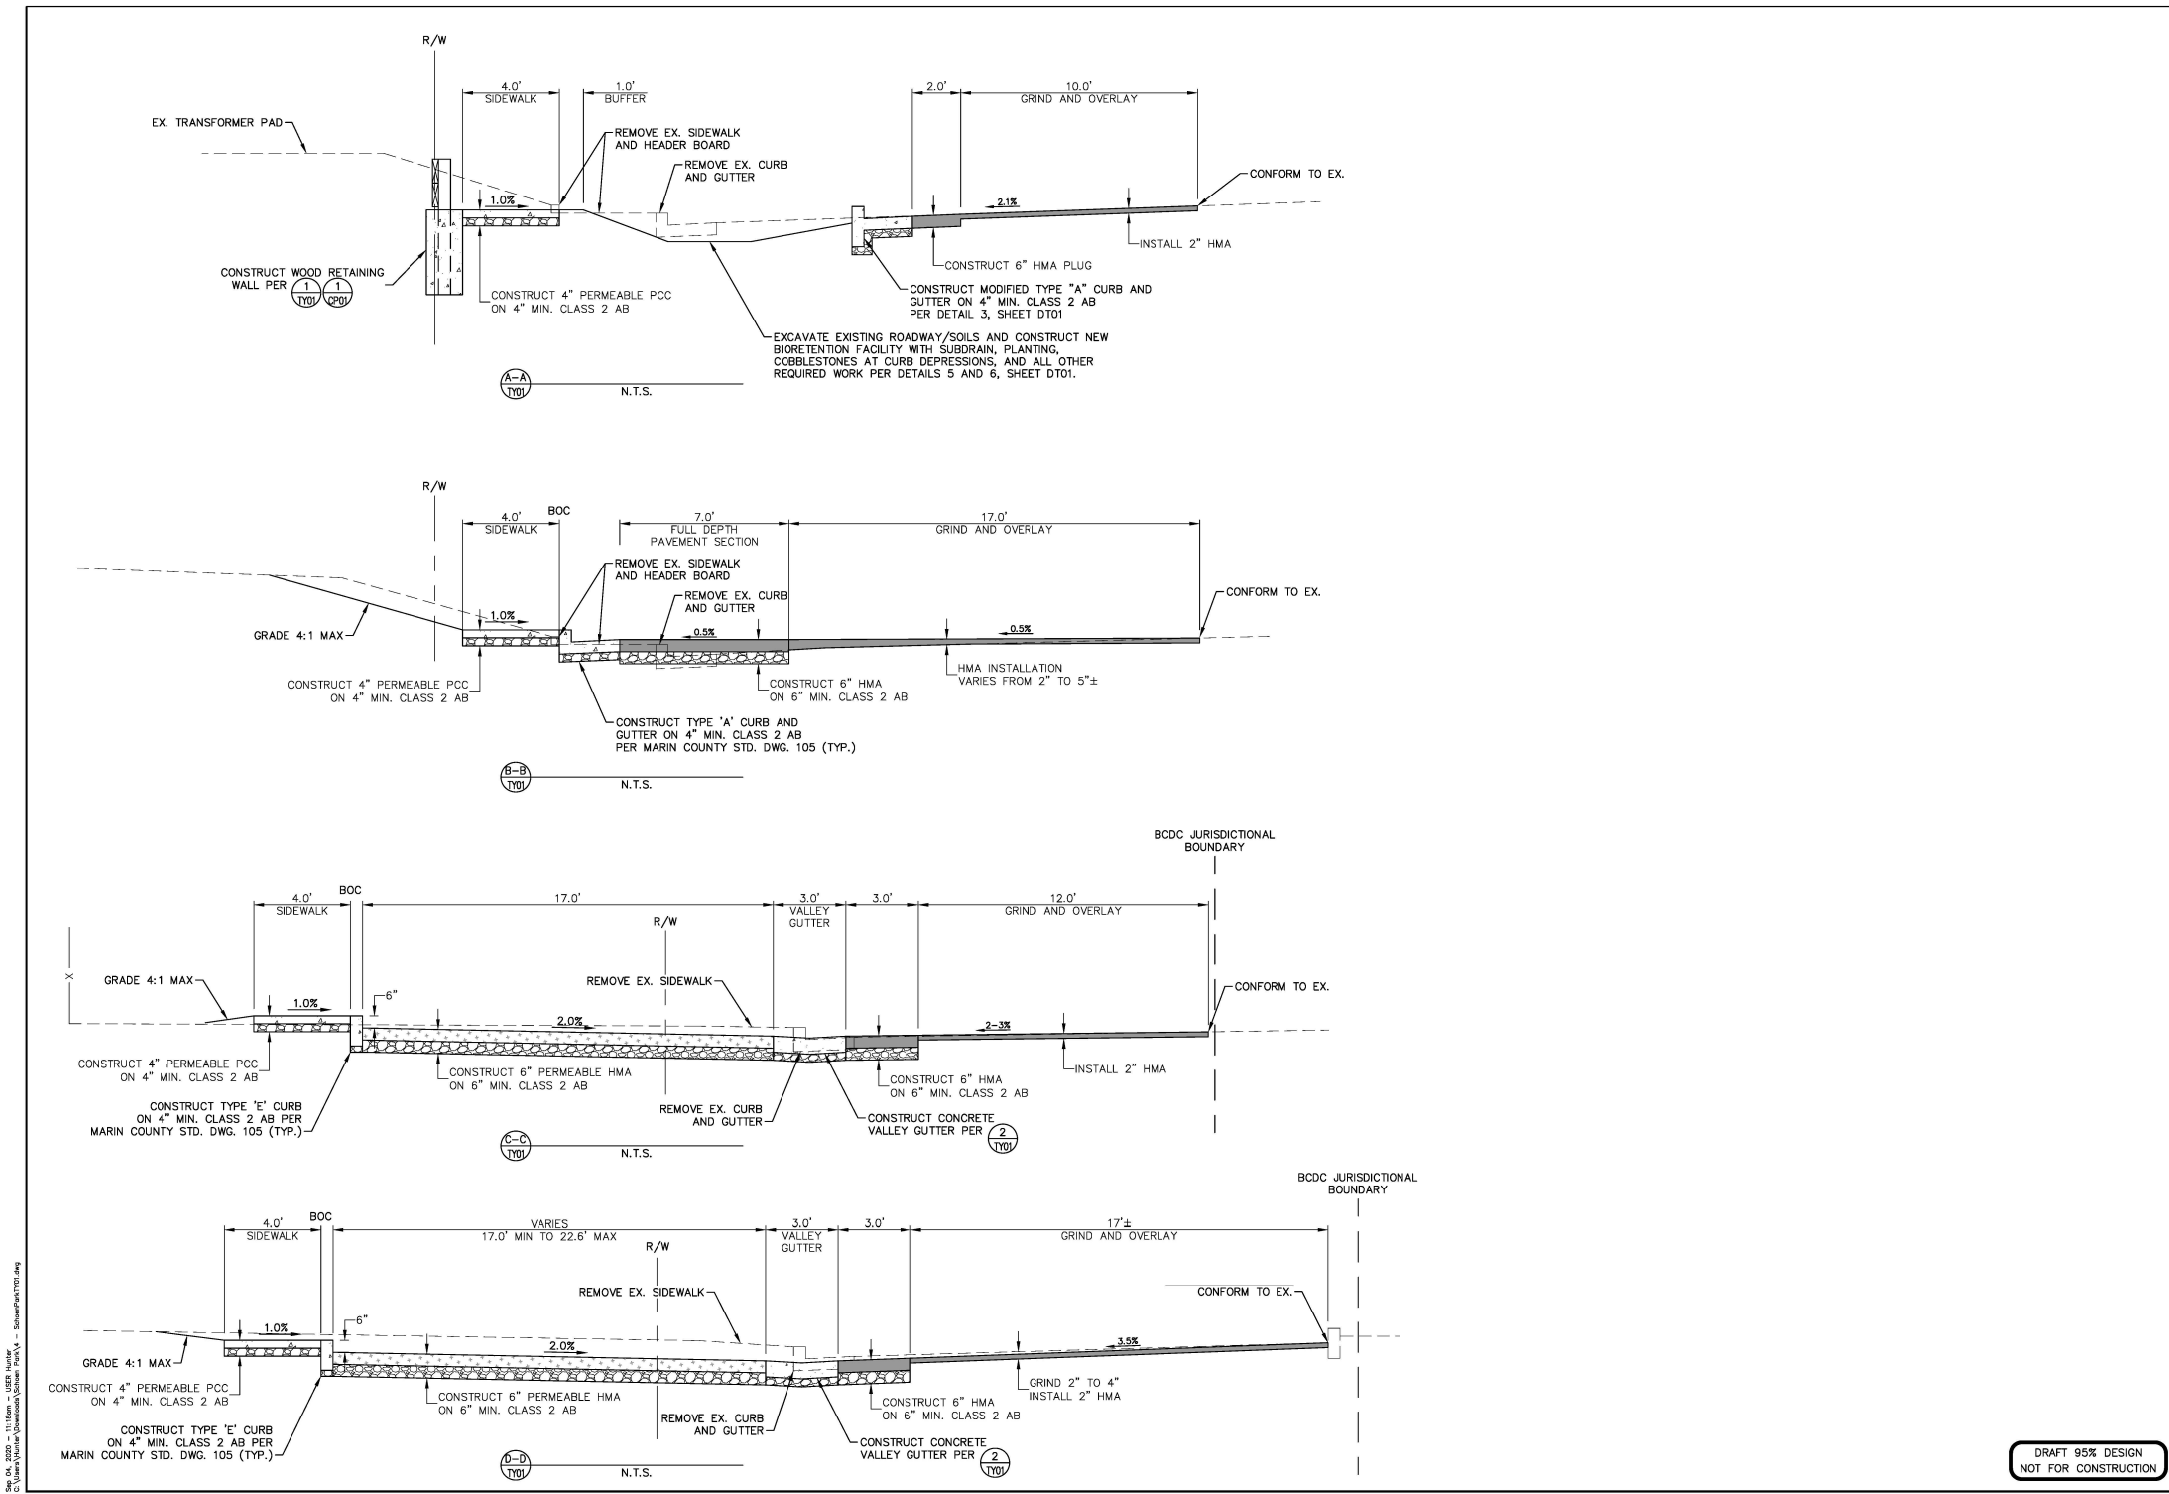 R/W
4.0'
SIDEWALK
1.0'
BUFFER
2.0'
10.0'
GRIND AND OVERLAY
EX. TRANSFORMER PAD
REMOVE EX. SIDEWALK
AND HEADER BOARD
REMOVE EX. CURB
AND GUTTER
CONFORM TO EX.
1.0%
2.1%
INSTALL 2" HMA
CONSTRUCT 6" HMA PLUG
CONSTRUCT WOOD RETAINING
WALL PER
1
TY01
1
CP01
CONSTRUCT 4" PERMEABLE PCC
ON 4" MIN. CLASS 2 AB
CONSTRUCT MODIFIED TYPE "A" CURB AND
GUTTER ON 4" MIN. CLASS 2 AB
PER DETAIL 3, SHEET DT01
EXCAVATE EXISTING ROADWAY/SOILS AND CONSTRUCT NEW
BIORETENTION FACILITY WITH SUBDRAIN, PLANTING,
COBBLESTONES AT CURB DEPRESSIONS, AND ALL OTHER
REQUIRED WORK PER DETAILS 5 AND 6, SHEET DT01.
A-A
TY01
N.T.S.
R/W
4.0'
SIDEWALK
BOC
7.0'
FULL DEPTH
PAVEMENT SECTION
17.0'
GRIND AND OVERLAY
REMOVE EX. SIDEWALK
AND HEADER BOARD
REMOVE EX. CURB
AND GUTTER
CONFORM TO EX.
GRADE 4:1 MAX
1.0%
0.5%
0.5%
CONSTRUCT 4" PERMEABLE PCC
ON 4" MIN. CLASS 2 AB
CONSTRUCT 6" HMA
ON 6" MIN. CLASS 2 AB
HMA INSTALLATION
VARIES FROM 2" TO 5"±
CONSTRUCT TYPE 'A' CURB AND
GUTTER ON 4" MIN. CLASS 2 AB
PER MARIN COUNTY STD. DWG. 105 (TYP.)
B-B
TY01
N.T.S.
BCDC JURISDICTIONAL
BOUNDARY
4.0'
SIDEWALK
BOC
17.0'
R/W
3.0'
VALLEY
GUTTER
3.0'
12.0'
GRIND AND OVERLAY
X
GRADE 4:1 MAX
REMOVE EX. SIDEWALK
CONFORM TO EX.
1.0%
6"
2.0%
2-3%
CONSTRUCT 4" PERMEABLE PCC
ON 4" MIN. CLASS 2 AB
CONSTRUCT 6" PERMEABLE HMA
ON 6" MIN. CLASS 2 AB
CONSTRUCT 6" HMA
ON 6" MIN. CLASS 2 AB
INSTALL 2" HMA
CONSTRUCT TYPE 'E' CURB
ON 4" MIN. CLASS 2 AB PER
MARIN COUNTY STD. DWG. 105 (TYP.)
REMOVE EX. CURB
AND GUTTER
CONSTRUCT CONCRETE
VALLEY GUTTER PER
2
TY01
C-C
TY01
N.T.S.
BCDC JURISDICTIONAL
BOUNDARY
4.0'
SIDEWALK
BOC
VARIES
17.0' MIN TO 22.6' MAX
R/W
3.0'
VALLEY
GUTTER
3.0'
17'±
GRIND AND OVERLAY
REMOVE EX. SIDEWALK
CONFORM TO EX.
1.0%
6"
2.0%
3.5%
GRADE 4:1 MAX
CONSTRUCT 4" PERMEABLE PCC
ON 4" MIN. CLASS 2 AB
CONSTRUCT 6" PERMEABLE HMA
ON 6" MIN. CLASS 2 AB
CONSTRUCT 6" HMA
ON 6" MIN. CLASS 2 AB
GRIND 2" TO 4"
INSTALL 2" HMA
CONSTRUCT TYPE 'E' CURB
ON 4" MIN. CLASS 2 AB PER
MARIN COUNTY STD. DWG. 105 (TYP.)
REMOVE EX. CURB
AND GUTTER
CONSTRUCT CONCRETE
VALLEY GUTTER PER
2
TY01
D-D
TY01
N.T.S.
DRAFT 95% DESIGN
NOT FOR CONSTRUCTION
Sep 04, 2020 - 11:16am - USER Hunter
C:\Users\Hunter\Downloads\Schoen Park\4 - SchoenParkTY01.dwg